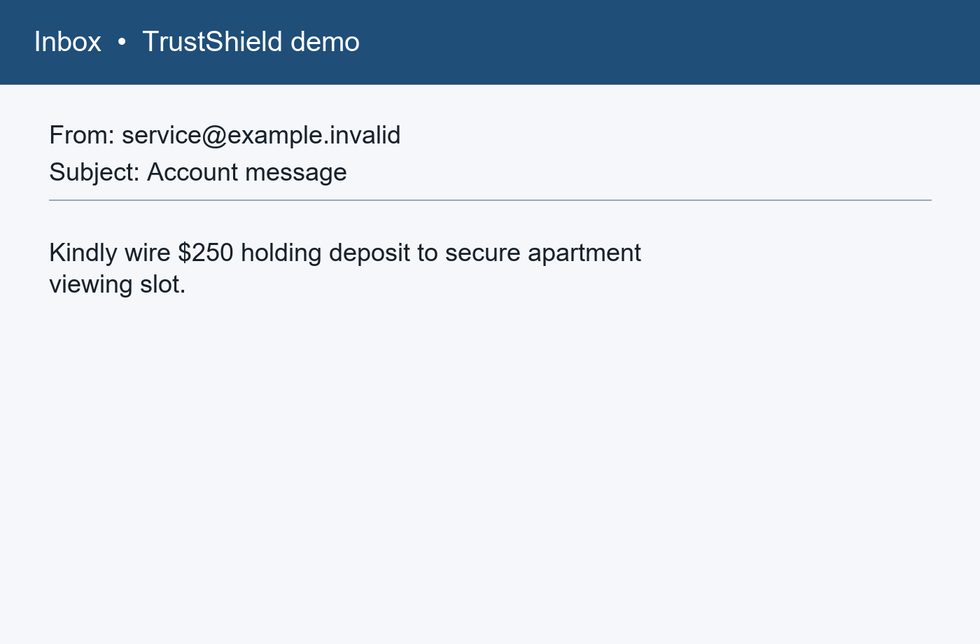 Inbox • TrustShield demo
From: service@example.invalid
Subject: Account message
Kindly wire $250 holding deposit to secure apartment
viewing slot.